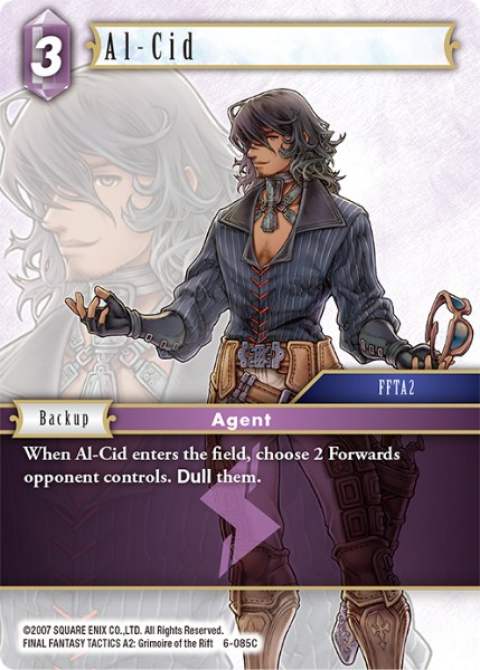 3
Al-Cid
FFTA2
Backup
Agent
When Al-Cid enters the field, choose 2 Forwards
opponent controls. Dull them.
©2007 SQUARE ENIX CO.,LTD. All Rights Reserved.
FINAL FANTASY TACTICS A2: Grimoire of the Rift 6-085C